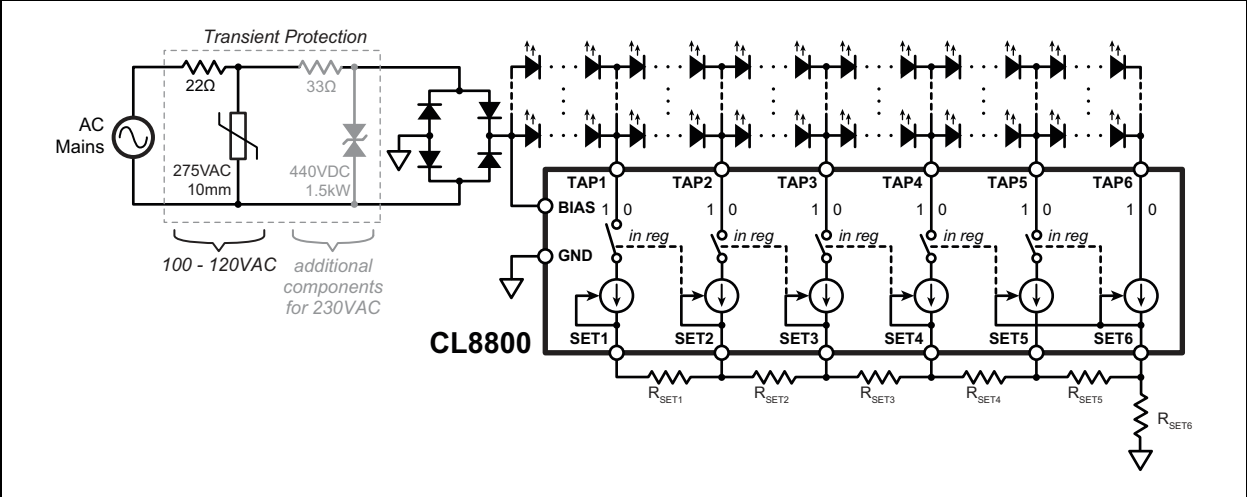 Transient Protection
22Ω
33Ω
AC
Mains
275VAC
10mm
440VDC
1.5kW
100 - 120VAC
additional
components
for 230VAC
TAP1
TAP2
TAP3
TAP4
TAP5
TAP6
BIAS
1 0
1 0
1 0
1 0
1 0
1 0
in reg
in reg
in reg
in reg
in reg
GND
CL8800
SET1
SET2
SET3
SET4
SET5
SET6
RSET1
RSET2
RSET3
RSET4
RSET5
RSET6